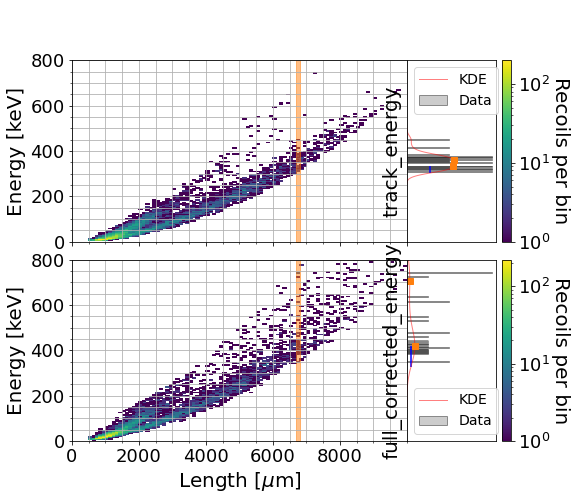 800
600
400
200
0
Energy [keV]
track_energy
KDE
Data
10²
10¹
10⁰
Recoils per bin
800
600
400
200
0
Energy [keV]
0 2000 4000 6000 8000
Length [μm]
full_corrected_energy
KDE
Data
10²
10¹
10⁰
Recoils per bin